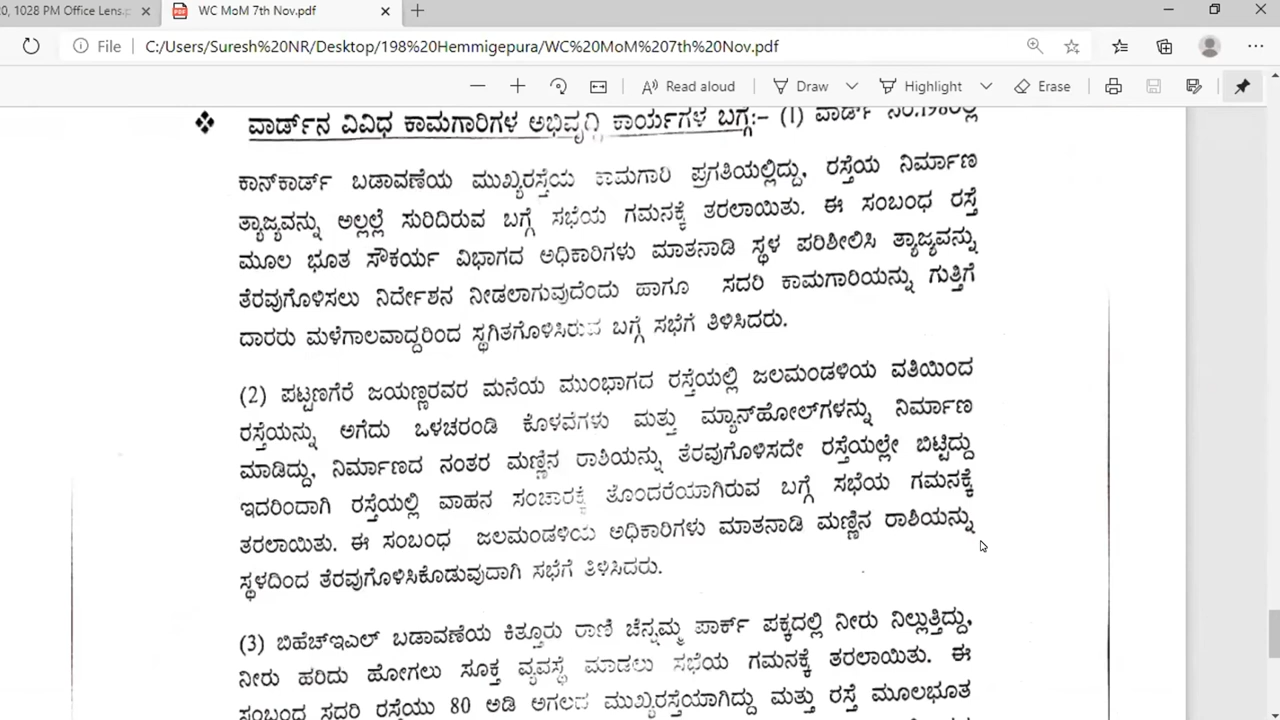 0, 1028 PM Office Lens.p
WC MoM 7th Nov.pdf
File C:/Users/Suresh%20NR/Desktop/198%20Hemmigepura/WC%20MoM%207th%20Nov.pdf
Read aloud Draw Highlight Erase
ವಾರ್ಡ್‌ನ ವಿವಿಧ ಕಾಮಗಾರಿಗಳ ಅಭಿವೃದ್ಧಿ ಕಾರ್ಯಗಳ ಬಗ್ಗೆ:- (1) ವಾರ್ಡ್ ನಂ.198ರಲ್ಲಿ
ಕಾನ್‌ಕಾರ್ಡ್ ಬಡಾವಣೆಯ ಮುಖ್ಯರಸ್ತೆಯ ಕಾಮಗಾರಿ ಪ್ರಗತಿಯಲ್ಲಿದ್ದು, ರಸ್ತೆಯ ನಿರ್ಮಾಣ
ತ್ಯಾಜ್ಯವನ್ನು ಅಲ್ಲಲ್ಲೆ ಸುರಿದಿರುವ ಬಗ್ಗೆ ಸಭೆಯ ಗಮನಕ್ಕೆ ತರಲಾಯಿತು. ಈ ಸಂಬಂಧ ರಸ್ತೆ
ಮೂಲ ಭೂತ ಸೌಕರ್ಯ ವಿಭಾಗದ ಅಧಿಕಾರಿಗಳು ಮಾತನಾಡಿ ಸ್ಥಳ ಪರಿಶೀಲಿಸಿ ತ್ಯಾಜ್ಯವನ್ನು
ತೆರವುಗೊಳಿಸಲು ನಿರ್ದೇಶನ ನೀಡಲಾಗುವುದೆಂದು ಹಾಗೂ ಸದರಿ ಕಾಮಗಾರಿಯನ್ನು ಗುತ್ತಿಗೆ
ದಾರರು ಮಳೆಗಾಲವಾದ್ದರಿಂದ ಸ್ಥಗಿತಗೊಳಿಸಿರುವ ಬಗ್ಗೆ ಸಭೆಗೆ ತಿಳಿಸಿದರು.
(2) ಪಟ್ಟಣಗೆರೆ ಜಯಣ್ಣರವರ ಮನೆಯ ಮುಂಭಾಗದ ರಸ್ತೆಯಲ್ಲಿ ಜಲಮಂಡಳಿಯ ವತಿಯಿಂದ
ರಸ್ತೆಯನ್ನು ಅಗೆದು ಒಳಚರಂಡಿ ಕೊಳವೆಗಳು ಮತ್ತು ಮ್ಯಾನ್‌ಹೋಲ್‌ಗಳನ್ನು ನಿರ್ಮಾಣ
ಮಾಡಿದ್ದು, ನಿರ್ಮಾಣದ ನಂತರ ಮಣ್ಣಿನ ರಾಶಿಯನ್ನು ತೆರವುಗೊಳಿಸದೇ ರಸ್ತೆಯಲ್ಲೇ ಬಿಟ್ಟಿದ್ದು
ಇದರಿಂದಾಗಿ ರಸ್ತೆಯಲ್ಲಿ ವಾಹನ ಸಂಚಾರಕ್ಕೆ ತೊಂದರೆಯಾಗಿರುವ ಬಗ್ಗೆ ಸಭೆಯ ಗಮನಕ್ಕೆ
ತರಲಾಯಿತು. ಈ ಸಂಬಂಧ ಜಲಮಂಡಳಿಯ ಅಧಿಕಾರಿಗಳು ಮಾತನಾಡಿ ಮಣ್ಣಿನ ರಾಶಿಯನ್ನು
ಸ್ಥಳದಿಂದ ತೆರವುಗೊಳಿಸಿಕೊಡುವುದಾಗಿ ಸಭೆಗೆ ತಿಳಿಸಿದರು.
(3) ಬಿಹೆಚ್‌ಇಎಲ್ ಬಡಾವಣೆಯ ಕಿತ್ತೂರು ರಾಣಿ ಚೆನ್ನಮ್ಮ ಪಾರ್ಕ್ ಪಕ್ಕದಲ್ಲಿ ನೀರು ನಿಲ್ಲುತ್ತಿದ್ದು,
ನೀರು ಹರಿದು ಹೋಗಲು ಸೂಕ್ತ ವ್ಯವಸ್ಥೆ ಮಾಡಲು ಸಭೆಯ ಗಮನಕ್ಕೆ ತರಲಾಯಿತು. ಈ
ಸಂಬಂಧ ಸದರಿ ರಸ್ತೆಯು 80 ಅಡಿ ಅಗಲದ ಮುಖ್ಯರಸ್ತೆಯಾಗಿದ್ದು ಮತ್ತು ರಸ್ತೆ ಮೂಲಭೂತ